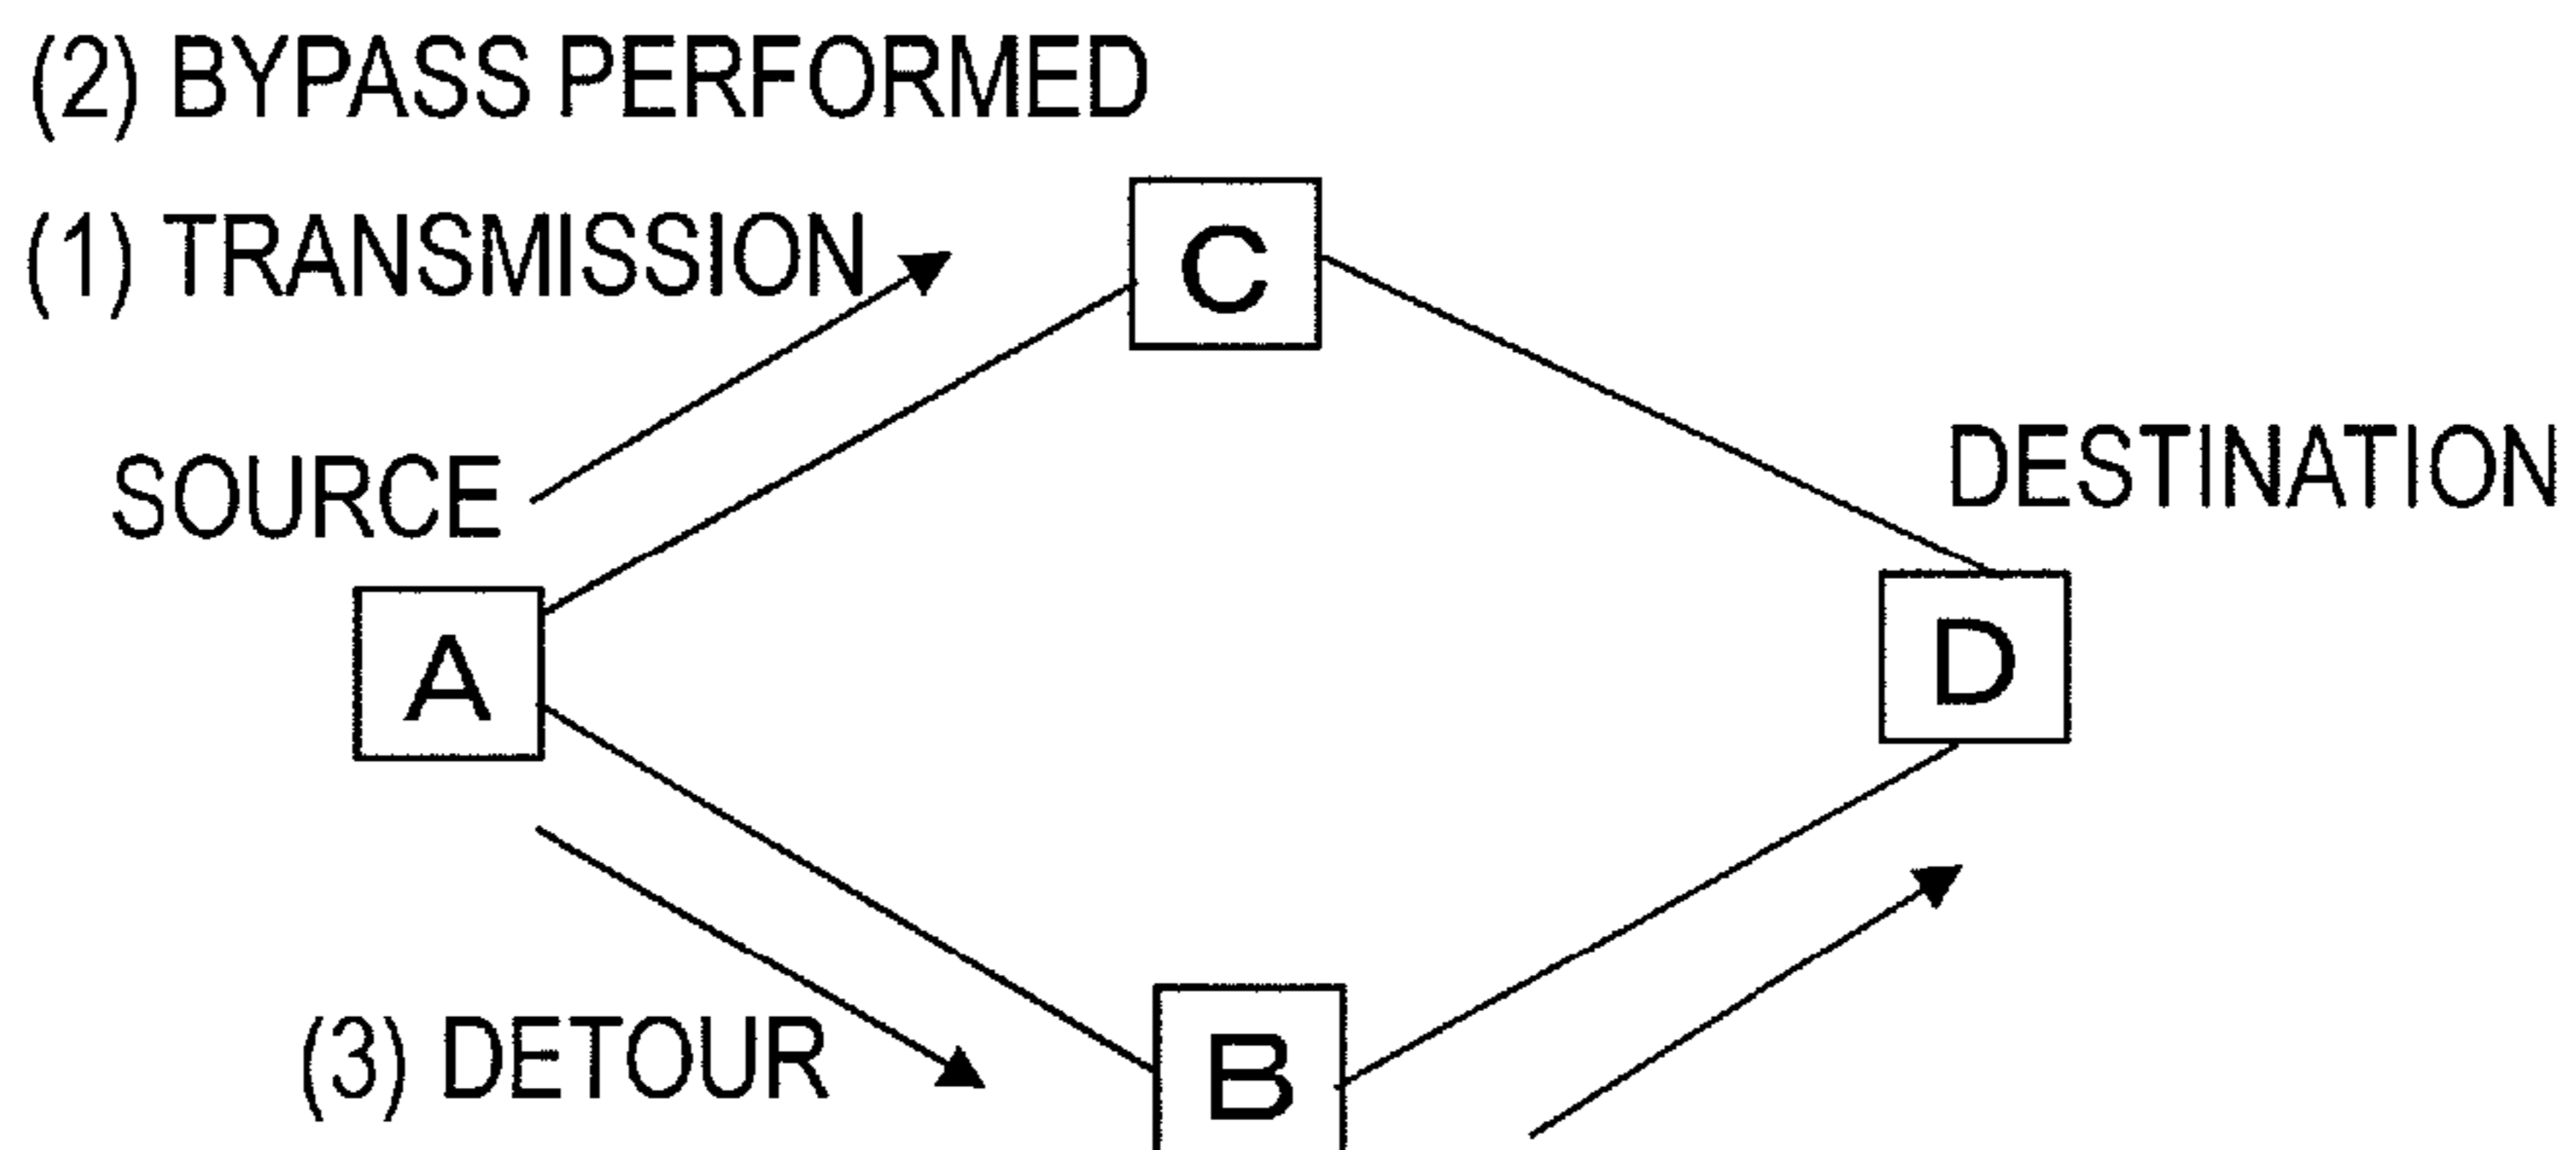 (2) BYPASS PERFORMED
(1) TRANSMISSION
C
SOURCE
DESTINATION
A
D
(3) DETOUR
B